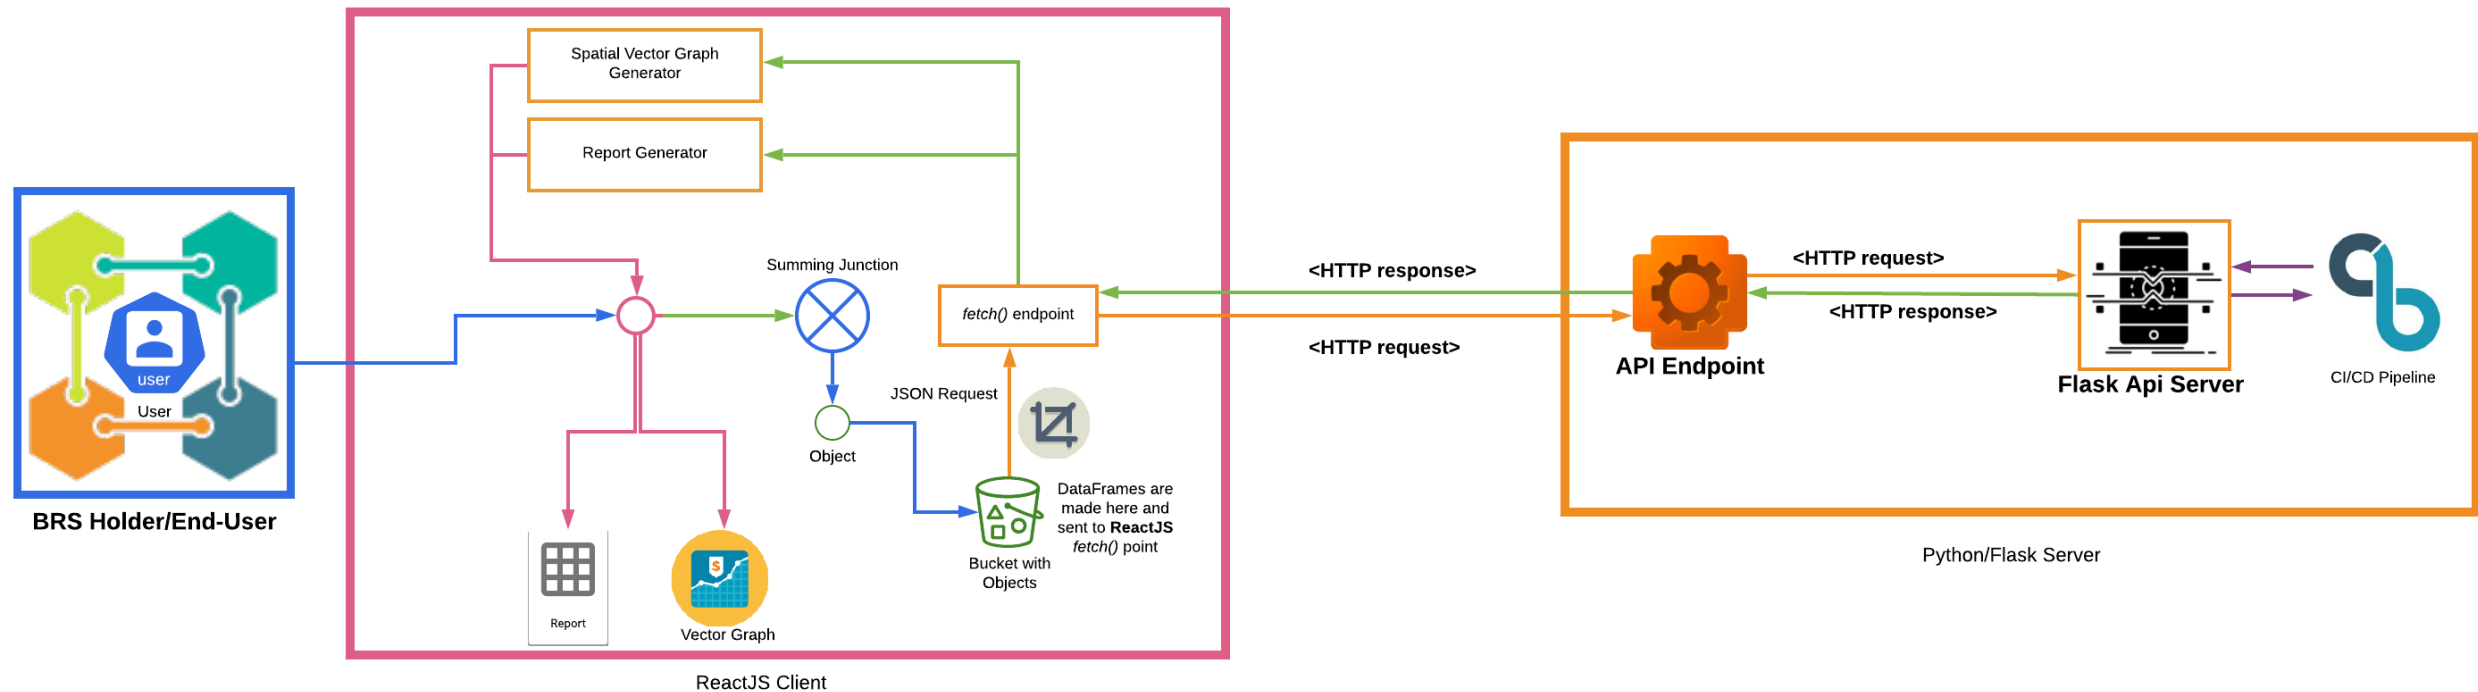 Spatial Vector Graph
Generator
Report Generator
user
User
BRS Holder/End-User
Summing Junction
Object
fetch() endpoint
JSON Request
DataFrames are
made here and
sent to ReactJS
fetch() point
Bucket with
Objects
Report
Vector Graph
ReactJS Client
<HTTP response>
<HTTP request>
API Endpoint
<HTTP request>
<HTTP response>
Flask Api Server
CI/CD Pipeline
Python/Flask Server